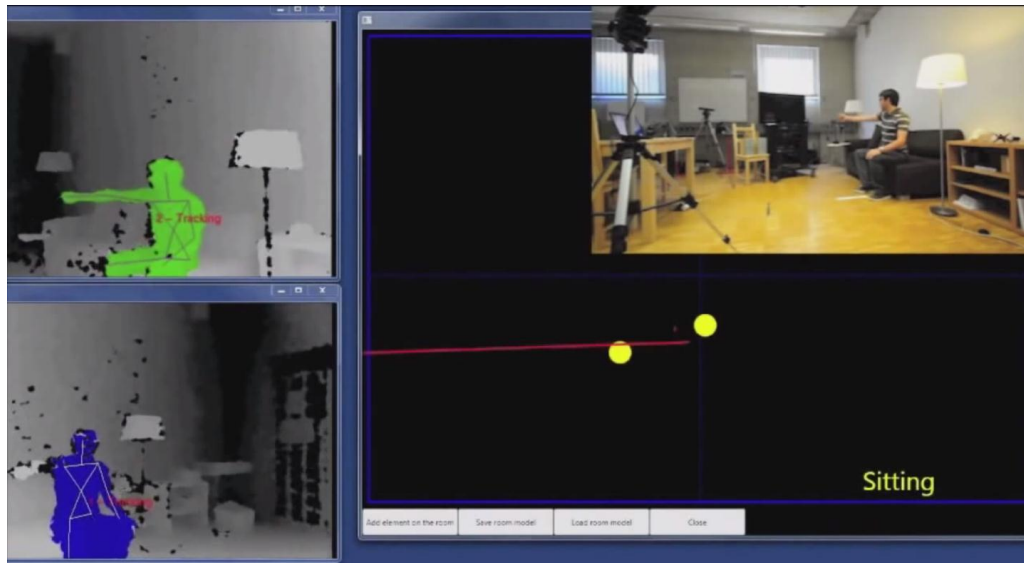 2 - Tracking
Sitting
Add element on the room
Save room model
Load room model
Close